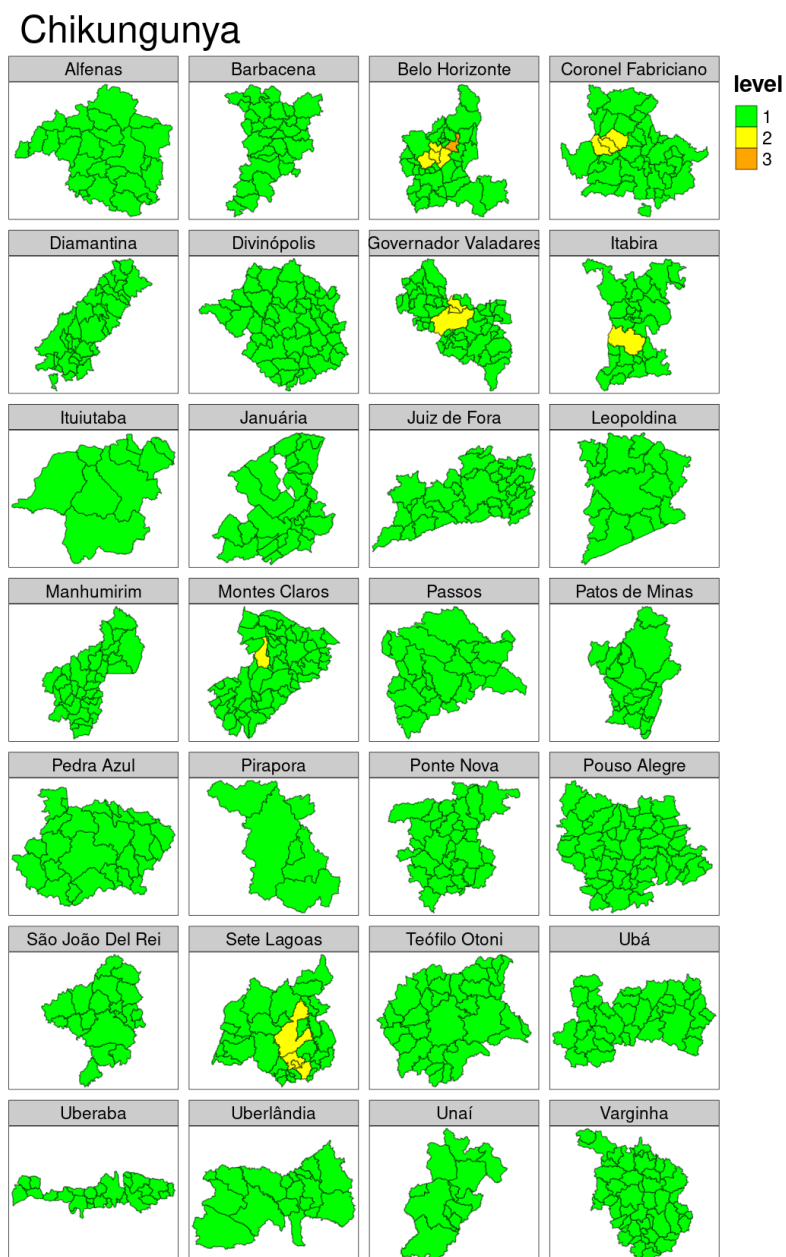 Chikungunya
Alfenas
Barbacena
Belo Horizonte
Coronel Fabriciano
level
1
2
3
Diamantina
Divinópolis
Governador Valadares
Itabira
Ituiutaba
Januária
Juiz de Fora
Leopoldina
Manhumirim
Montes Claros
Passos
Patos de Minas
Pedra Azul
Pirapora
Ponte Nova
Pouso Alegre
São João Del Rei
Sete Lagoas
Teófilo Otoni
Ubá
Uberaba
Uberlândia
Unaí
Varginha